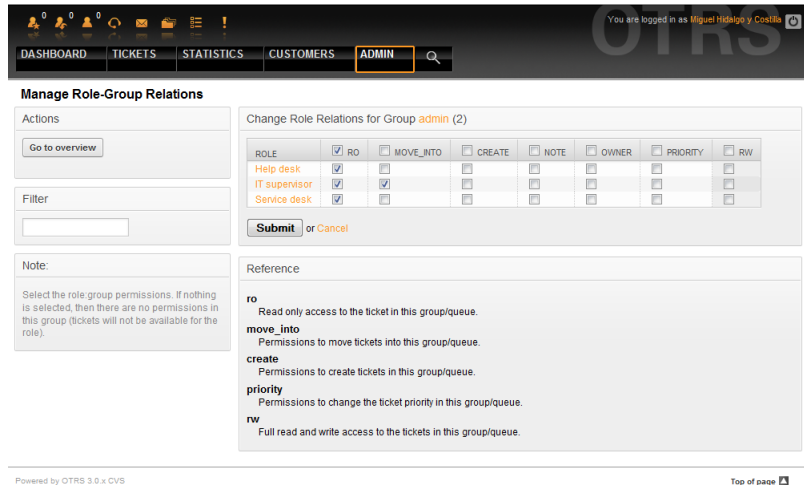 0 0 0
You are logged in as Miguel Hidalgo y Costilla
OTRS
DASHBOARD TICKETS STATISTICS CUSTOMERS ADMIN
Manage Role-Group Relations
Actions
Go to overview
Filter
Note:
Select the role:group permissions. If nothing
is selected, then there are no permissions in
this group (tickets will not be available for the
role).
Change Role Relations for Group admin (2)
ROLE RO MOVE_INTO CREATE NOTE OWNER PRIORITY RW
Help desk
IT supervisor
Service desk
Submit or Cancel
Reference
ro
Read only access to the ticket in this group/queue.
move_into
Permissions to move tickets into this group/queue.
create
Permissions to create tickets in this group/queue.
priority
Permissions to change the ticket priority in this group/queue.
rw
Full read and write access to the tickets in this group/queue.
Powered by OTRS 3.0.x CVS
Top of page